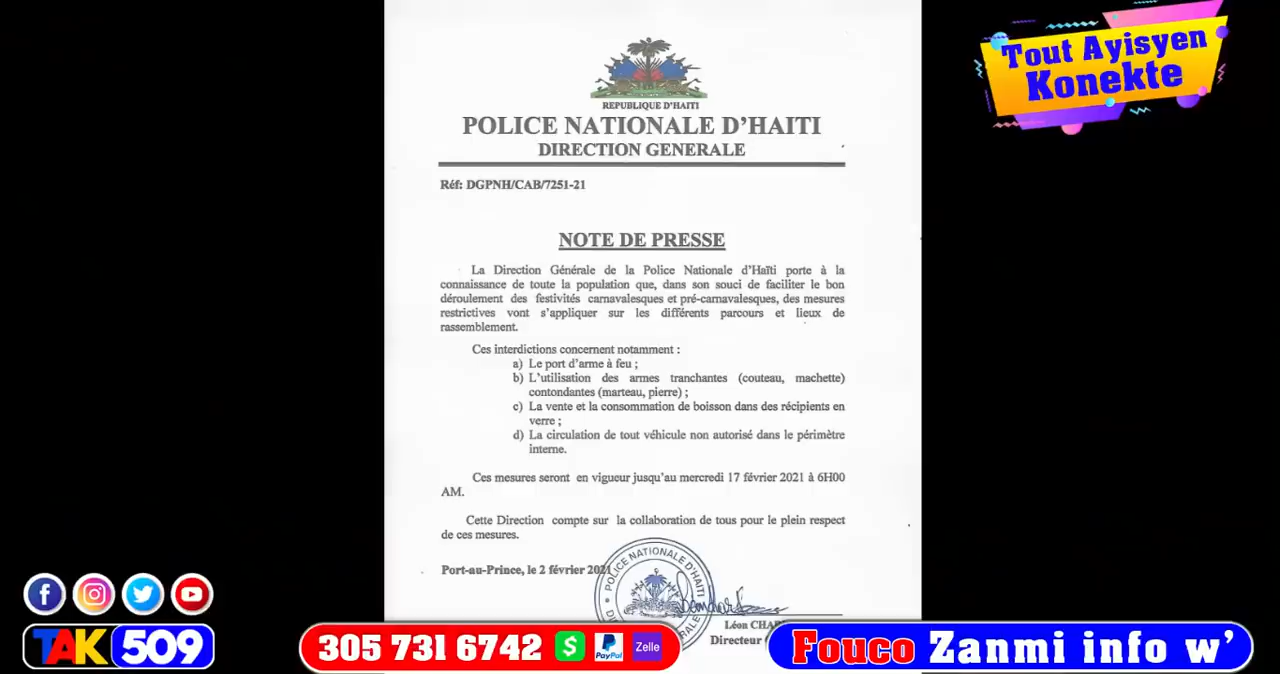 Tout Ayisyen
Konekte
REPUBLIQUE D'HAITI
POLICE NATIONALE D'HAITI
DIRECTION GENERALE
Réf: DGPNH/CAB/7251-21
NOTE DE PRESSE
La Direction Générale de la Police Nationale d'Haïti porte à la
connaissance de toute la population que, dans son souci de faciliter le bon
déroulement des festivités carnavalesques et pré-carnavalesques, des mesures
restrictives vont s'appliquer sur les différents parcours et lieux de
rassemblement.
Ces interdictions concernent notamment :
a) Le port d'arme à feu ;
b) L'utilisation des armes tranchantes (couteau, machette)
contondantes (marteau, pierre) ;
c) La vente et la consommation de boisson dans des récipients en
verre ;
d) La circulation de tout véhicule non autorisé dans le périmètre
interne.
Ces mesures seront en vigueur jusqu'au mercredi 17 février 2021 à 6H00
AM.
Cette Direction compte sur la collaboration de tous pour le plein respect
de ces mesures.
Port-au-Prince, le 2 février 2021
POLICE NATIONALE D'HAITI
Léon
Directeur
TAK 509
305 731 6742 $ PayPal Zelle
Fouco Zanmi info w'